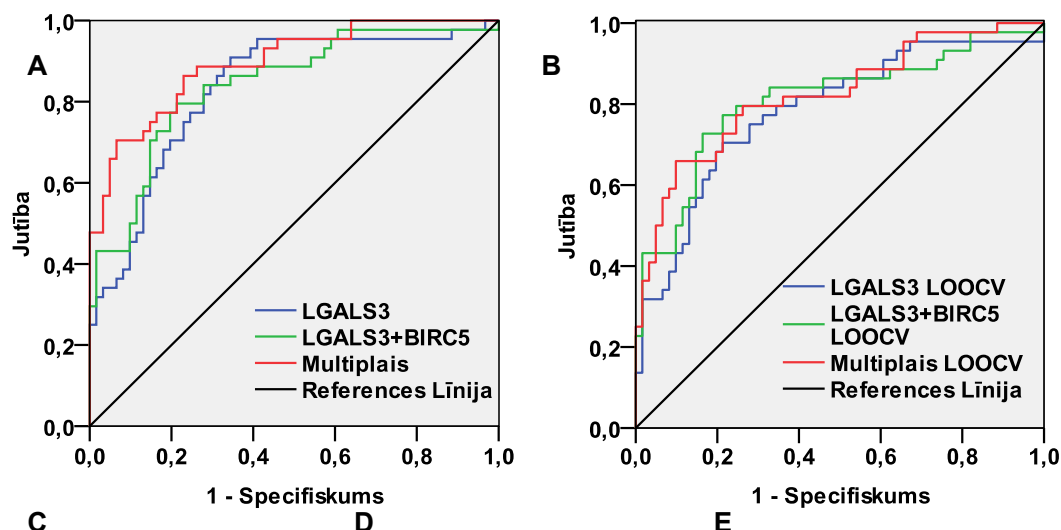 A
1,0
0,8
0,6
0,4
0,2
0,0
Jutība
LGALS3
LGALS3+BIRC5
Multiplais
References Līnija
0,0 0,2 0,4 0,6 0,8 1,0
1 - Specifiskums
B
1,0
0,8
0,6
0,4
0,2
0,0
Jutība
LGALS3 LOOCV
LGALS3+BIRC5
LOOCV
Multiplais LOOCV
References Līnija
0,0 0,2 0,4 0,6 0,8 1,0
1 - Specifiskums
C D E